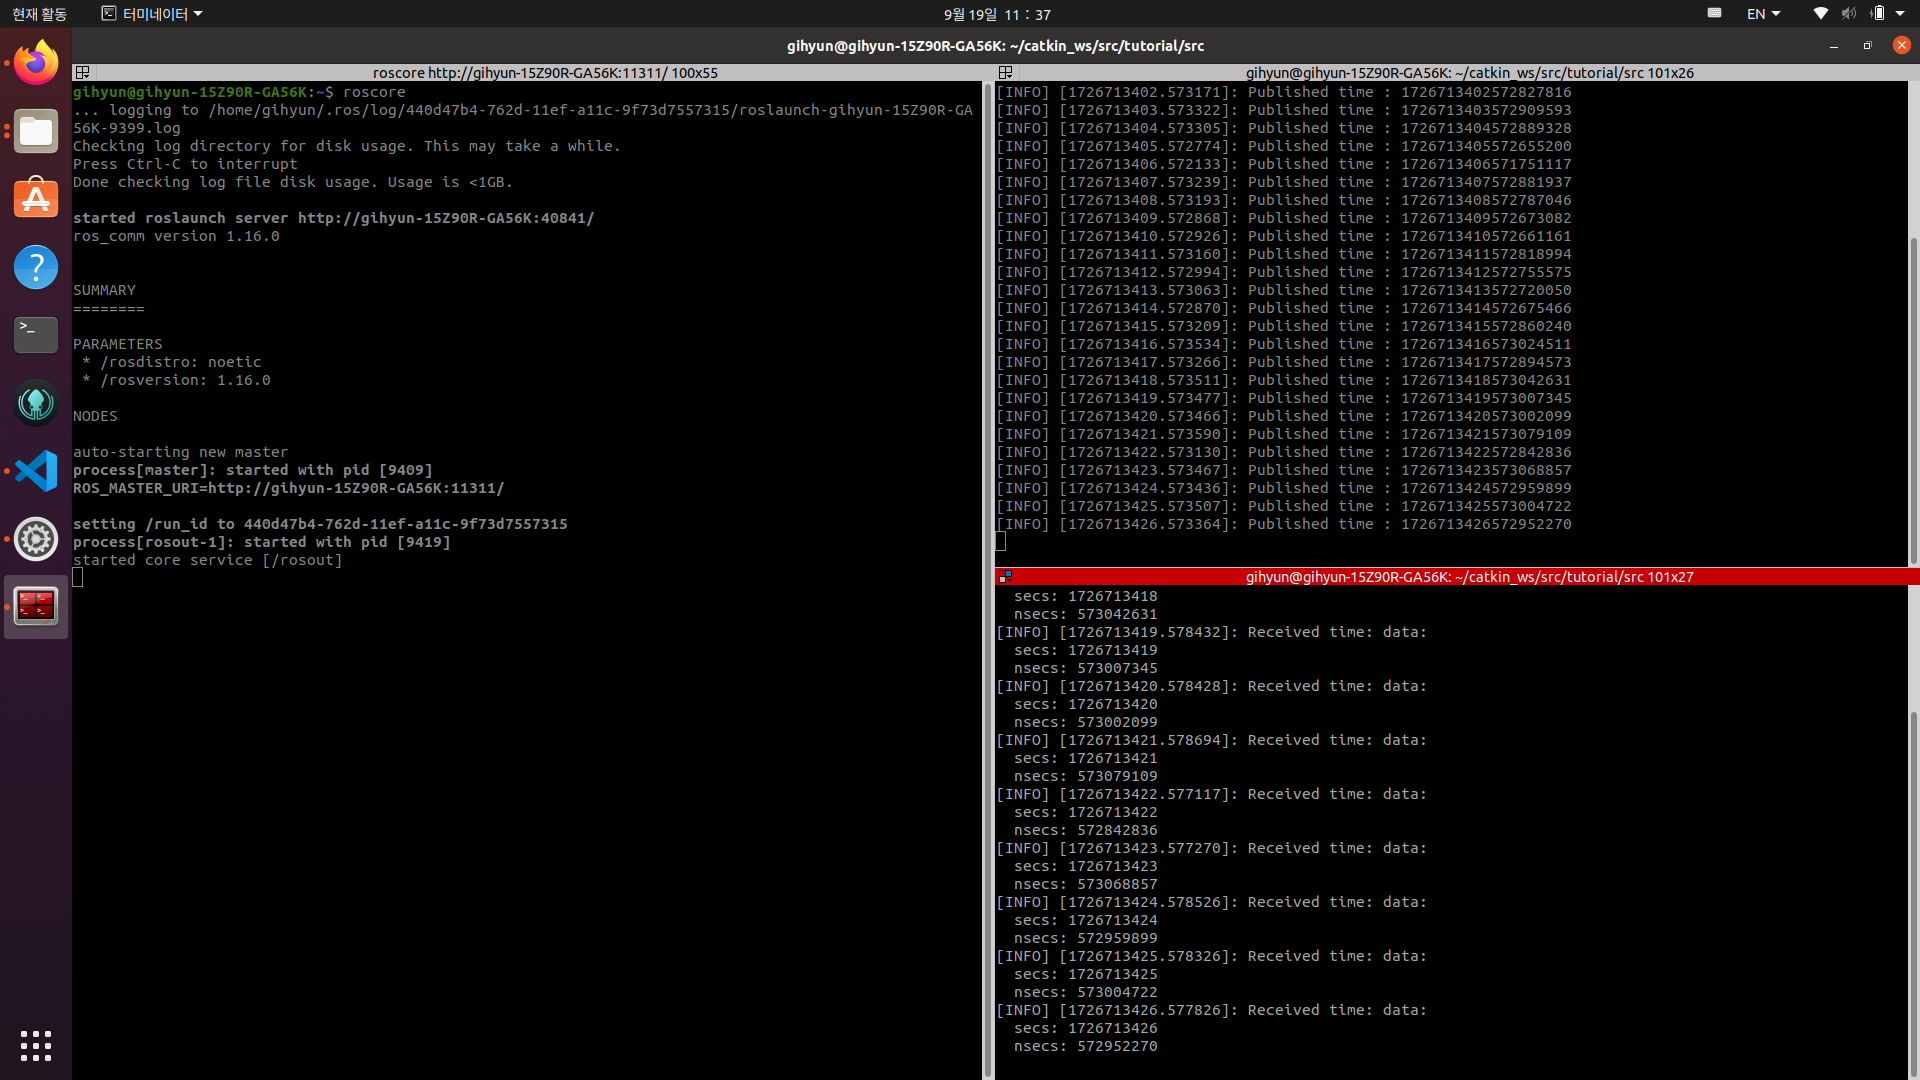 현재 활동
터미네이터
9월 19일 11 : 37
EN
gihyun@gihyun-15Z90R-GA56K: ~/catkin_ws/src/tutorial/src
roscore http://gihyun-15Z90R-GA56K:11311/ 100x55
gihyun@gihyun-15Z90R-GA56K:~$ roscore
... logging to /home/gihyun/.ros/log/440d47b4-762d-11ef-a11c-9f73d7557315/roslaunch-gihyun-15Z90R-GA
56K-9399.log
Checking log directory for disk usage. This may take a while.
Press Ctrl-C to interrupt
Done checking log file disk usage. Usage is <1GB.
started roslaunch server http://gihyun-15Z90R-GA56K:40841/
ros_comm version 1.16.0
SUMMARY
========
PARAMETERS
* /rosdistro: noetic
* /rosversion: 1.16.0
NODES
auto-starting new master
process[master]: started with pid [9409]
ROS_MASTER_URI=http://gihyun-15Z90R-GA56K:11311/
setting /run_id to 440d47b4-762d-11ef-a11c-9f73d7557315
process[rosout-1]: started with pid [9419]
started core service [/rosout]
gihyun@gihyun-15Z90R-GA56K: ~/catkin_ws/src/tutorial/src 101x26
[INFO] [1726713402.573171]: Published time : 1726713402572827816
[INFO] [1726713403.573322]: Published time : 1726713403572909593
[INFO] [1726713404.573305]: Published time : 1726713404572889328
[INFO] [1726713405.572774]: Published time : 1726713405572655200
[INFO] [1726713406.572133]: Published time : 1726713406571751117
[INFO] [1726713407.573239]: Published time : 1726713407572881937
[INFO] [1726713408.573193]: Published time : 1726713408572787046
[INFO] [1726713409.572868]: Published time : 1726713409572673082
[INFO] [1726713410.572926]: Published time : 1726713410572661161
[INFO] [1726713411.573160]: Published time : 1726713411572818994
[INFO] [1726713412.572994]: Published time : 1726713412572755575
[INFO] [1726713413.573063]: Published time : 1726713413572720050
[INFO] [1726713414.572870]: Published time : 1726713414572675466
[INFO] [1726713415.573209]: Published time : 1726713415572860240
[INFO] [1726713416.573534]: Published time : 1726713416573024511
[INFO] [1726713417.573266]: Published time : 1726713417572894573
[INFO] [1726713418.573511]: Published time : 1726713418573042631
[INFO] [1726713419.573477]: Published time : 1726713419573007345
[INFO] [1726713420.573466]: Published time : 1726713420573002099
[INFO] [1726713421.573590]: Published time : 1726713421573079109
[INFO] [1726713422.573130]: Published time : 1726713422572842836
[INFO] [1726713423.573467]: Published time : 1726713423573068857
[INFO] [1726713424.573436]: Published time : 1726713424572959899
[INFO] [1726713425.573507]: Published time : 1726713425573004722
[INFO] [1726713426.573364]: Published time : 1726713426572952270
gihyun@gihyun-15Z90R-GA56K: ~/catkin_ws/src/tutorial/src 101x27
secs: 1726713418
nsecs: 573042631
[INFO] [1726713419.578432]: Received time: data:
secs: 1726713419
nsecs: 573007345
[INFO] [1726713420.578428]: Received time: data:
secs: 1726713420
nsecs: 573002099
[INFO] [1726713421.578694]: Received time: data:
secs: 1726713421
nsecs: 573079109
[INFO] [1726713422.577117]: Received time: data:
secs: 1726713422
nsecs: 572842836
[INFO] [1726713423.577270]: Received time: data:
secs: 1726713423
nsecs: 573068857
[INFO] [1726713424.578526]: Received time: data:
secs: 1726713424
nsecs: 572959899
[INFO] [1726713425.578326]: Received time: data:
secs: 1726713425
nsecs: 573004722
[INFO] [1726713426.577826]: Received time: data:
secs: 1726713426
nsecs: 572952270